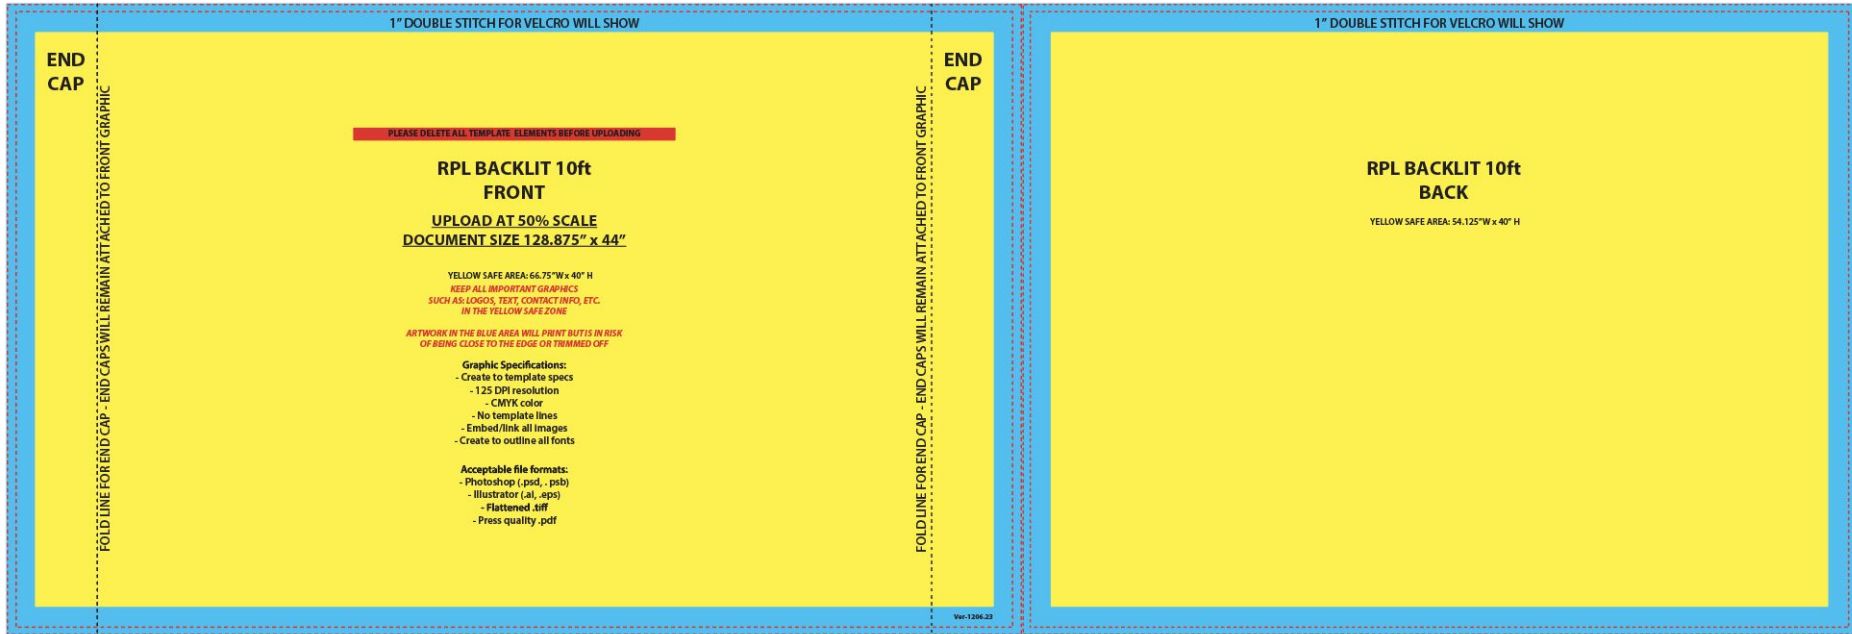 1” DOUBLE STITCH FOR VELCRO WILL SHOW
END
CAP
FOLD LINE FOR END CAP - END CAPS WILL REMAIN ATTACHED TO FRONT GRAPHIC
PLEASE DELETE ALL TEMPLATE ELEMENTS BEFORE UPLOADING
RPL BACKLIT 10ft
FRONT
UPLOAD AT 50% SCALE
DOCUMENT SIZE 128.875” x 44”
YELLOW SAFE AREA: 66.75”W x 40” H
KEEP ALL IMPORTANT GRAPHICS
SUCH AS: LOGOS, TEXT, CONTACT INFO, ETC.
IN THE YELLOW SAFE ZONE
ARTWORK IN THE BLUE AREA WILL PRINT BUT IS IN RISK
OF BEING CLOSE TO THE EDGE OR TRIMMED OFF
Graphic Specifications:
- Create to template specs
- 125 DPI resolution
- CMYK color
- No template lines
- Embed/link all images
- Create to outline all fonts
Acceptable file formats:
- Photoshop (.psd, . psb)
- Illustrator (.ai, .eps)
- Flattened .tiff
- Press quality .pdf
FOLD LINE FOR END CAP - END CAPS WILL REMAIN ATTACHED TO FRONT GRAPHIC
END
CAP
Ver-1206.23
1” DOUBLE STITCH FOR VELCRO WILL SHOW
RPL BACKLIT 10ft
BACK
YELLOW SAFE AREA: 54.125”W x 40” H